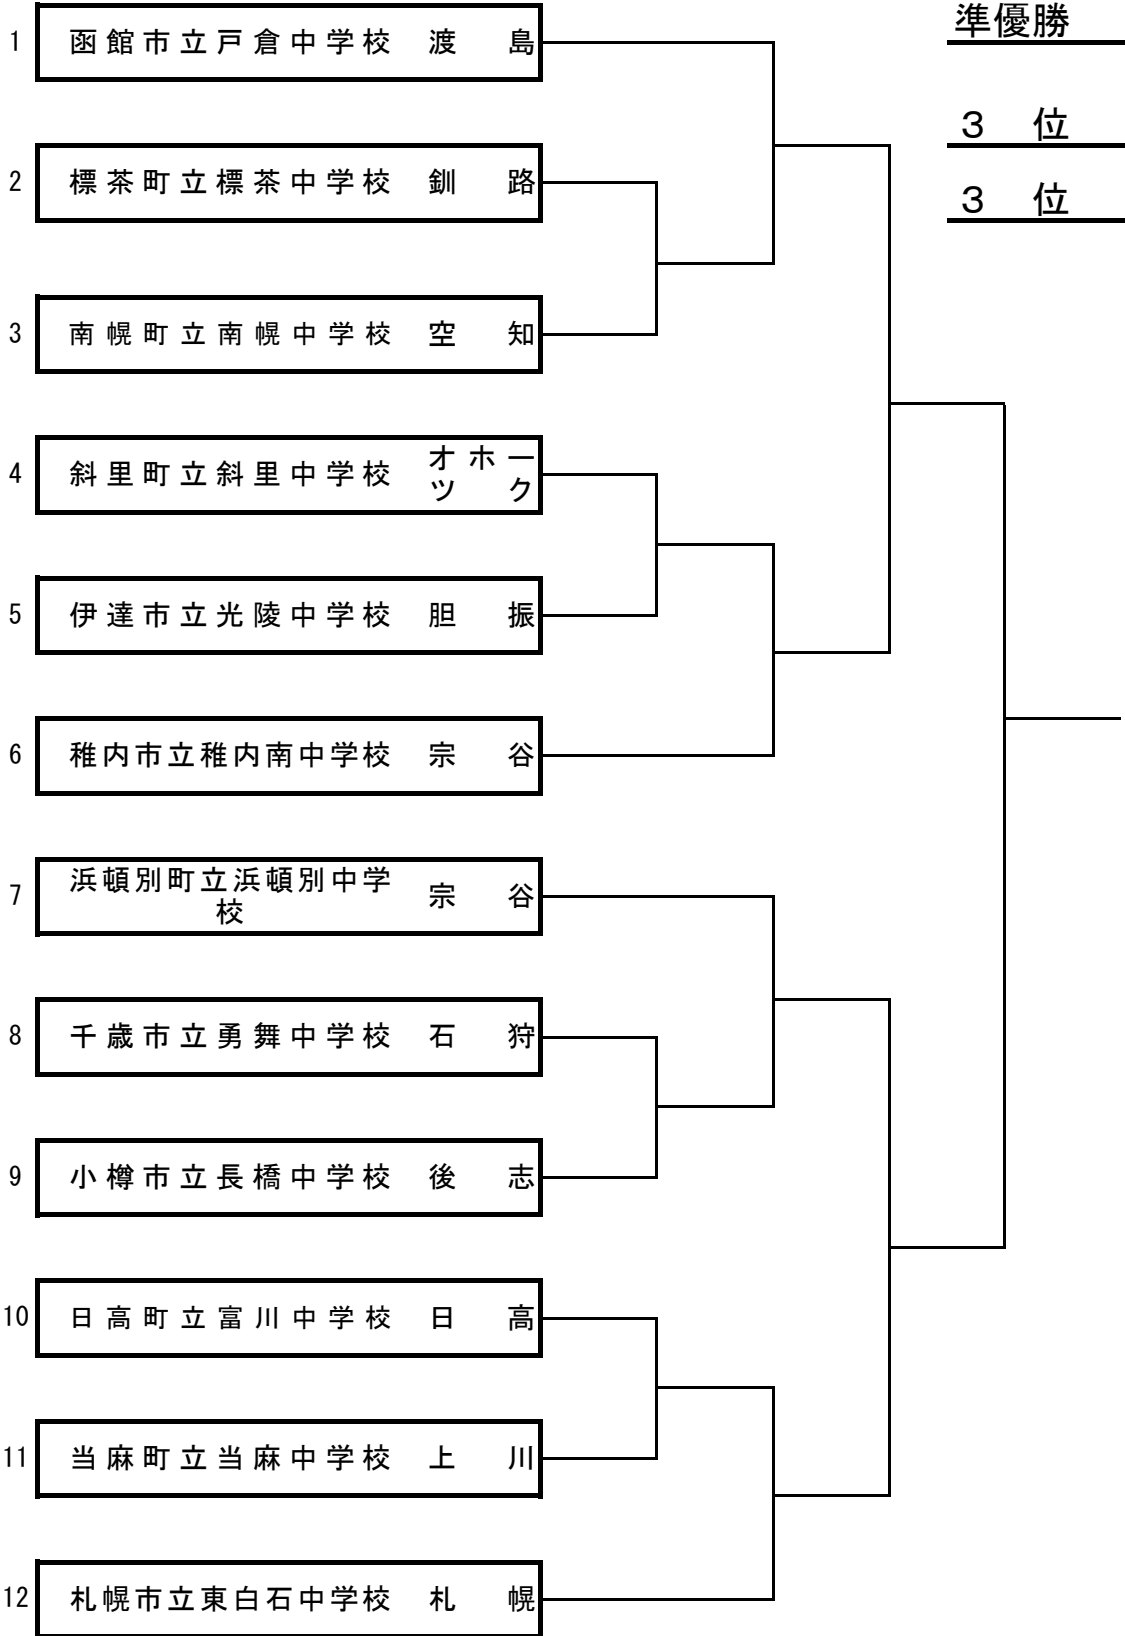 準優勝
1 函館市立戸倉中学校 渡島
3 位
2 標茶町立標茶中学校 釧路
3 位
3 南幌町立南幌中学校 空知
4 斜里町立斜里中学校 オホー
ツク
5 伊達市立光陵中学校 胆振
6 稚内市立稚内南中学校 宗谷
7 浜頓別町立浜頓別中学
校 宗谷
8 千歳市立勇舞中学校 石狩
9 小樽市立長橋中学校 後志
10 日高町立富川中学校 日高
11 当麻町立当麻中学校 上川
12 札幌市立東白石中学校 札幌